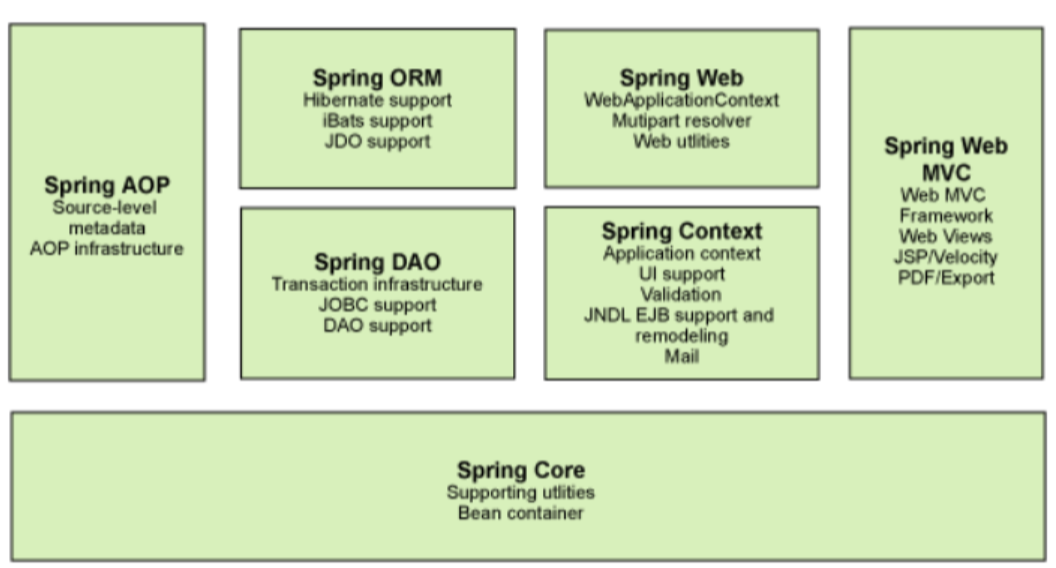 Spring AOP
Source-level
metadata
AOP infrastructure
Spring ORM
Hibernate support
iBats support
JDO support
Spring DAO
Transaction infrastructure
JOBC support
DAO support
Spring Web
WebApplicationContext
Mutipart resolver
Web utlities
Spring Context
Application context
UI support
Validation
JNDL EJB support and
remodeling
Mail
Spring Web
MVC
Web MVC
Framework
Web Views
JSP/Velocity
PDF/Export
Spring Core
Supporting utlities
Bean container